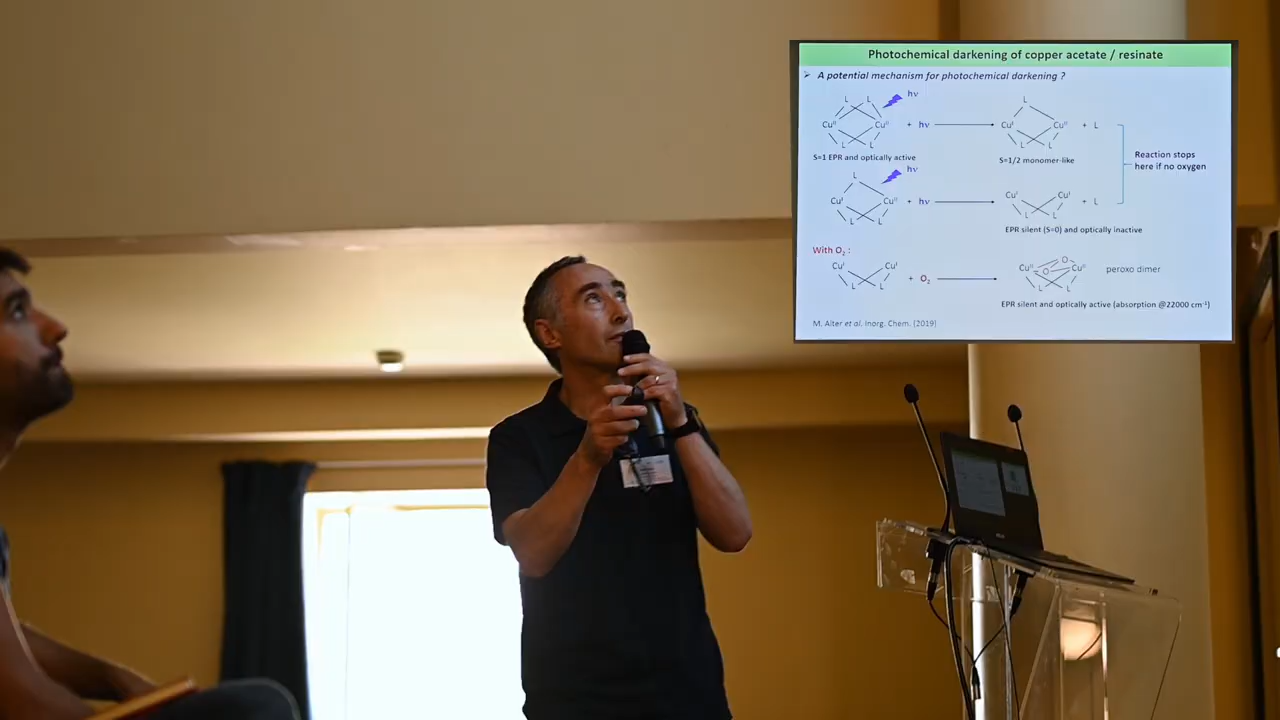 Photochemical darkening of copper acetate / resinate
➢ A potential mechanism for photochemical darkening ?
hν
L L
Cuᴵᴵ Cuᴵᴵ + hν
L L
L
Cuᴵ Cuᴵᴵ + L
L L
S=1 EPR and optically active
S=1/2 monomer-like
Reaction stops
here if no oxygen
hν
L
Cuᴵ Cuᴵᴵ + hν
L L
Cuᴵ Cuᴵ + L
L L
EPR silent (S=0) and optically inactive
With O₂ :
Cuᴵ Cuᴵ + O₂
L L
O
Cuᴵᴵ O Cuᴵᴵ peroxo dimer
L L
EPR silent and optically active (absorption @22000 cm⁻¹)
M. Alter et al. Inorg. Chem. (2019)